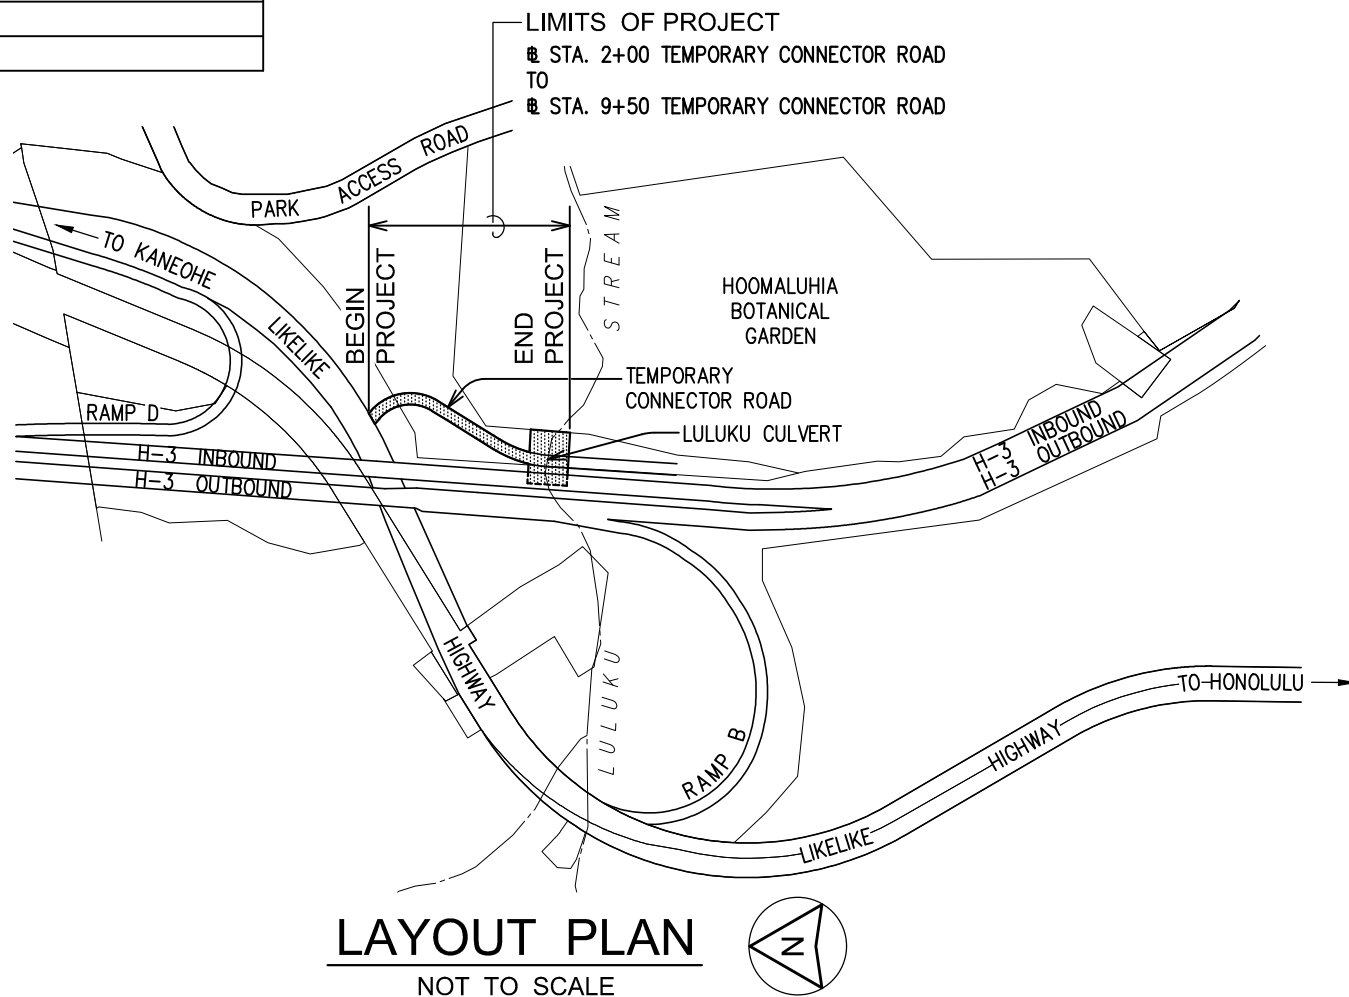 LIMITS OF PROJECT
℄ STA. 2+00 TEMPORARY CONNECTOR ROAD
TO
℄ STA. 9+50 TEMPORARY CONNECTOR ROAD
PARK ACCESS ROAD
TO KANEOHE
LIKELIKE
BEGIN
PROJECT
END
PROJECT
STREAM
HOOMALUHIA
BOTANICAL
GARDEN
TEMPORARY
CONNECTOR ROAD
RAMP D
LULUKU CULVERT
H-3 INBOUND
H-3 OUTBOUND
H-3 INBOUND
H-3 OUTBOUND
HIGHWAY
LULUKU
RAMP B
TO HONOLULU
HIGHWAY
LIKELIKE
LAYOUT PLAN
NOT TO SCALE
N